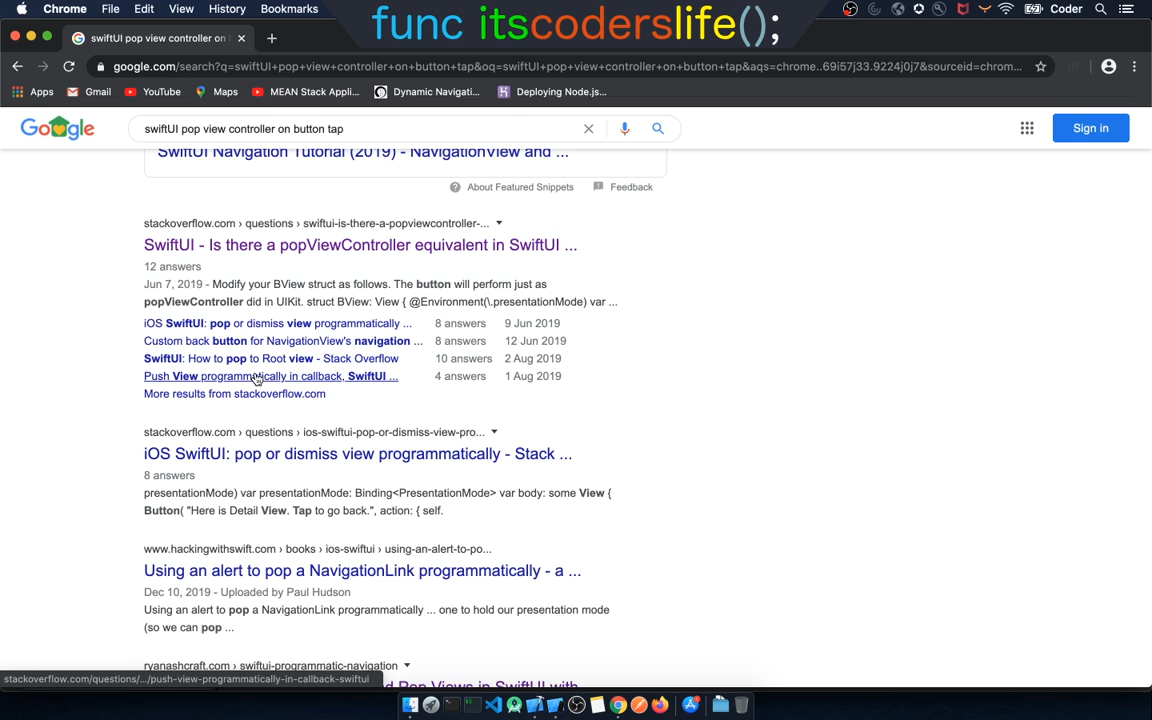 Chrome File Edit View History Bookmarks
func itscoderslife();
Coder
swiftUI pop view controller on
google.com/search?q=swiftUI+pop+view+controller+on+button+tap&oq=swiftUI+pop+view+controller+on+button+tap&aqs=chrome..69i57j33.9224j0j7&sourceid=chrom...
Apps Gmail YouTube Maps MEAN Stack Appli... Dynamic Navigati... Deploying Node.js...
Google swiftUI pop view controller on button tap Sign in
SwiftUI Navigation Tutorial (2019) - NavigationView and ...
About Featured Snippets Feedback
stackoverflow.com › questions › swiftui-is-there-a-popviewcontroller-...
SwiftUI - Is there a popViewController equivalent in SwiftUI ...
12 answers
Jun 7, 2019 - Modify your BView struct as follows. The button will perform just as
popViewController did in UIKit. struct BView: View { @Environment(\.presentationMode) var ...
iOS SwiftUI: pop or dismiss view programmatically ... 8 answers 9 Jun 2019
Custom back button for NavigationView's navigation ... 8 answers 12 Jun 2019
SwiftUI: How to pop to Root view - Stack Overflow 10 answers 2 Aug 2019
Push View programmatically in callback, SwiftUI ... 4 answers 1 Aug 2019
More results from stackoverflow.com
stackoverflow.com › questions › ios-swiftui-pop-or-dismiss-view-pro...
iOS SwiftUI: pop or dismiss view programmatically - Stack ...
8 answers
presentationMode) var presentationMode: Binding<PresentationMode> var body: some View {
Button( "Here is Detail View. Tap to go back.", action: { self.
www.hackingwithswift.com › books › ios-swiftui › using-an-alert-to-po...
Using an alert to pop a NavigationLink programmatically - a ...
Dec 10, 2019 - Uploaded by Paul Hudson
Using an alert to pop a NavigationLink programmatically ... one to hold our presentation mode
(so we can pop ...
ryanashcraft.com › swiftui-programmatic-navigation
stackoverflow.com/questions/.../push-view-programmatically-in-callback-swiftui
d Pop Views in SwiftUI with